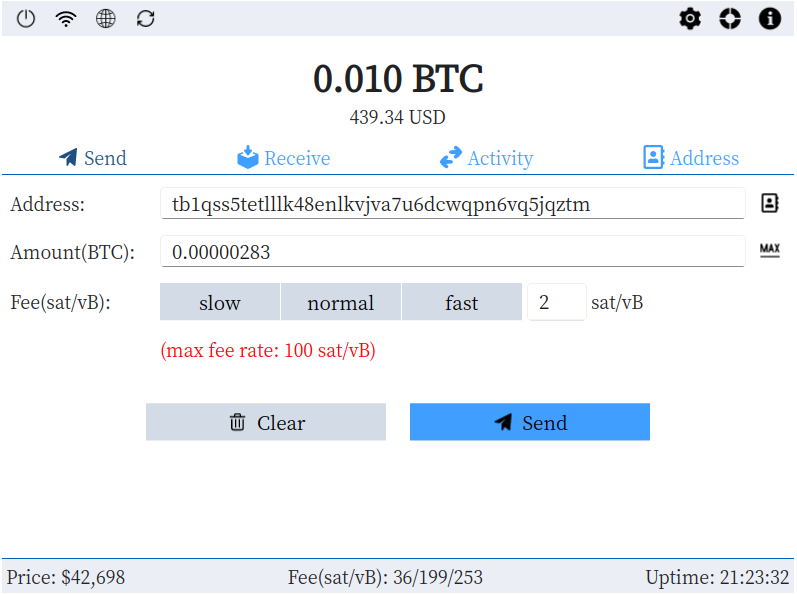 0.010 BTC
439.34 USD
Send Receive Activity Address
Address: tb1qss5tetlllk48enlkvjva7u6dcwqpn6vq5jqztm
Amount(BTC): 0.00000283 MAX
Fee(sat/vB): slow normal fast 2 sat/vB
(max fee rate: 100 sat/vB)
Clear Send
Price: $42,698 Fee(sat/vB): 36/199/253 Uptime: 21:23:32